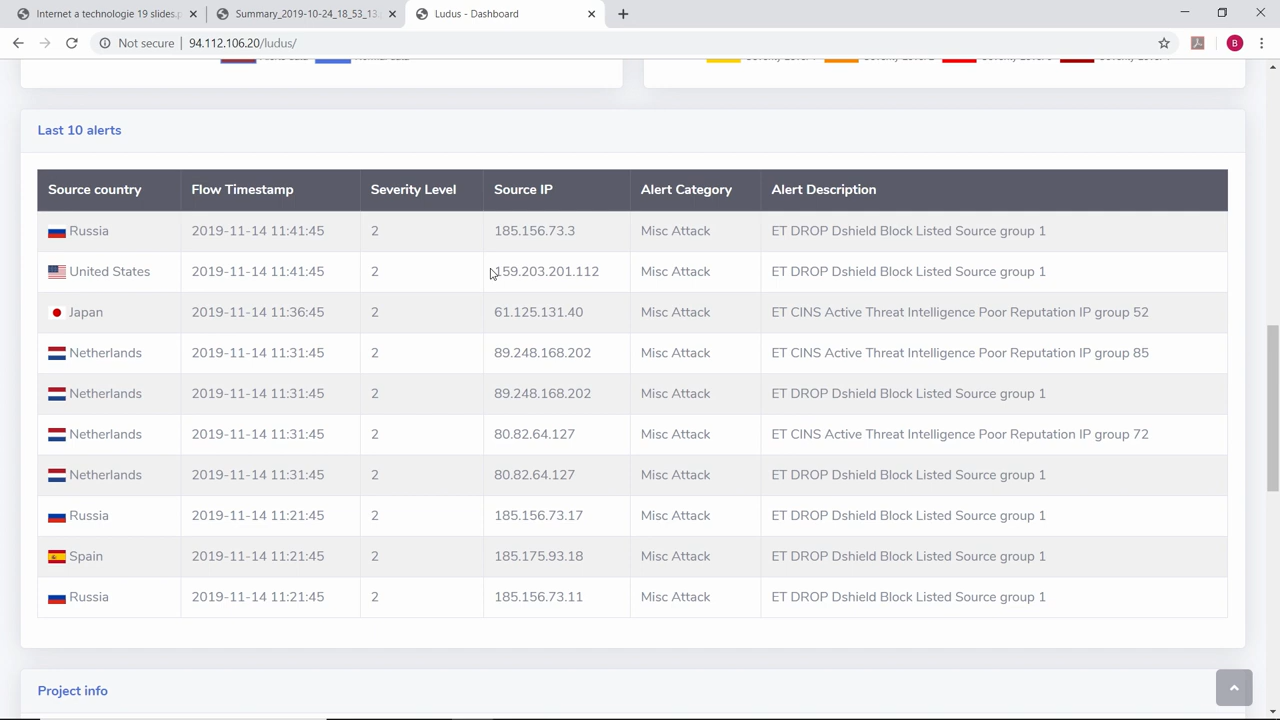 Internet a technologie 19 slides.
Summary_2019-10-24_18_53_13.
Ludus - Dashboard
Not secure | 94.112.106.20/ludus/
B
Last 10 alerts
Source country Flow Timestamp Severity Level Source IP Alert Category Alert Description
Russia 2019-11-14 11:41:45 2 185.156.73.3 Misc Attack ET DROP Dshield Block Listed Source group 1
United States 2019-11-14 11:41:45 2 159.203.201.112 Misc Attack ET DROP Dshield Block Listed Source group 1
Japan 2019-11-14 11:36:45 2 61.125.131.40 Misc Attack ET CINS Active Threat Intelligence Poor Reputation IP group 52
Netherlands 2019-11-14 11:31:45 2 89.248.168.202 Misc Attack ET CINS Active Threat Intelligence Poor Reputation IP group 85
Netherlands 2019-11-14 11:31:45 2 89.248.168.202 Misc Attack ET DROP Dshield Block Listed Source group 1
Netherlands 2019-11-14 11:31:45 2 80.82.64.127 Misc Attack ET CINS Active Threat Intelligence Poor Reputation IP group 72
Netherlands 2019-11-14 11:31:45 2 80.82.64.127 Misc Attack ET DROP Dshield Block Listed Source group 1
Russia 2019-11-14 11:21:45 2 185.156.73.17 Misc Attack ET DROP Dshield Block Listed Source group 1
Spain 2019-11-14 11:21:45 2 185.175.93.18 Misc Attack ET DROP Dshield Block Listed Source group 1
Russia 2019-11-14 11:21:45 2 185.156.73.11 Misc Attack ET DROP Dshield Block Listed Source group 1
Project info